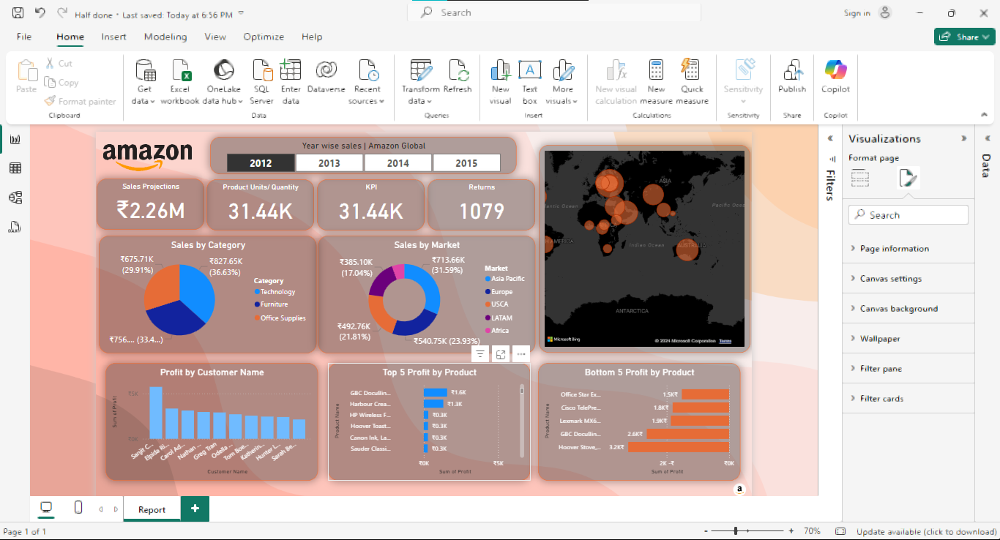 Half done • Last saved: Today at 6:56 PM
Search
Sign in
File Home Insert Modeling View Optimize Help
Share
Paste
Cut
Copy
Format painter
Clipboard
Get data
Excel workbook
OneLake data hub
SQL Server
Enter data
Dataverse
Recent sources
Data
Transform data
Refresh
Queries
New visual
Text box
More visuals
Insert
New visual calculation
New measure
Quick measure
Calculations
Sensitivity
Sensitivity
Publish
Share
Copilot
Copilot
amazon
Year wise sales | Amazon Global
2012 2013 2014 2015
Sales Projections
₹2.26M
Product Units/ Quantity
31.44K
KPI
31.44K
Returns
1079
Sales by Category
₹675.71K
(29.91%)
₹827.65K
(36.63%)
₹756.... (33.4...)
Category
Technology
Furniture
Office Supplies
Sales by Market
₹385.10K
(17.04%)
₹713.66K
(31.59%)
₹492.76K
(21.81%)
₹540.75K (23.93%)
Market
Asia Pacific
Europe
USCA
LATAM
Africa
ASIA
Pacific
Indian Ocean
AUSTRALIA
ANTARCTICA
Microsoft Bing
© 2024 Microsoft Corporation Terms
Profit by Customer Name
Sum of Profit
₹5K
₹0K
Sanjit C...
Elpida Ri...
Carol Ad...
Nathan ...
Greg Tran
Odella ...
Tom Boe...
Katherin...
Hunter L...
Sarah Be...
Customer Name
Top 5 Profit by Product
Product Name
GBC DocuBin... ₹1.6K
Harbour Crea... ₹1.3K
HP Wireless F... ₹0.3K
Hoover Toast... ₹0.3K
Canon Ink, La... ₹0.3K
Sauder Classi... ₹0.3K
₹0K ₹5K
Sum of Profit
Bottom 5 Profit by Product
Product Name
Office Star Ex... 1.5K₹
Cisco TelePre... 1.8K₹
Lexmark MX6... 1.9K₹
GBC DocuBin... 2.6K₹
Hoover Stove,... 3.2K₹
2K -₹ ₹0K
Sum of Profit
a
Filters
Visualizations
Format page
Search
Page information
Canvas settings
Canvas background
Wallpaper
Filter pane
Filter cards
Data
Report
Page 1 of 1
70%
Update available (click to download)